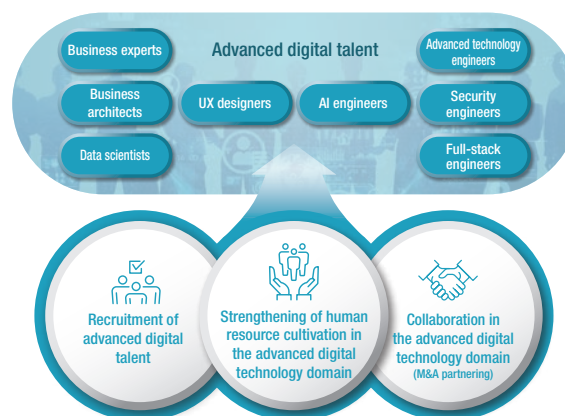 Advanced digital talent
Business experts
Business
architects
Data scientists
UX designers
AI engineers
Advanced technology
engineers
Security
engineers
Full-stack
engineers
Recruitment of
advanced digital
talent
Strengthening of human
resource cultivation in
the advanced digital
technology domain
Collaboration in
the advanced digital
technology domain
(M&A partnering)